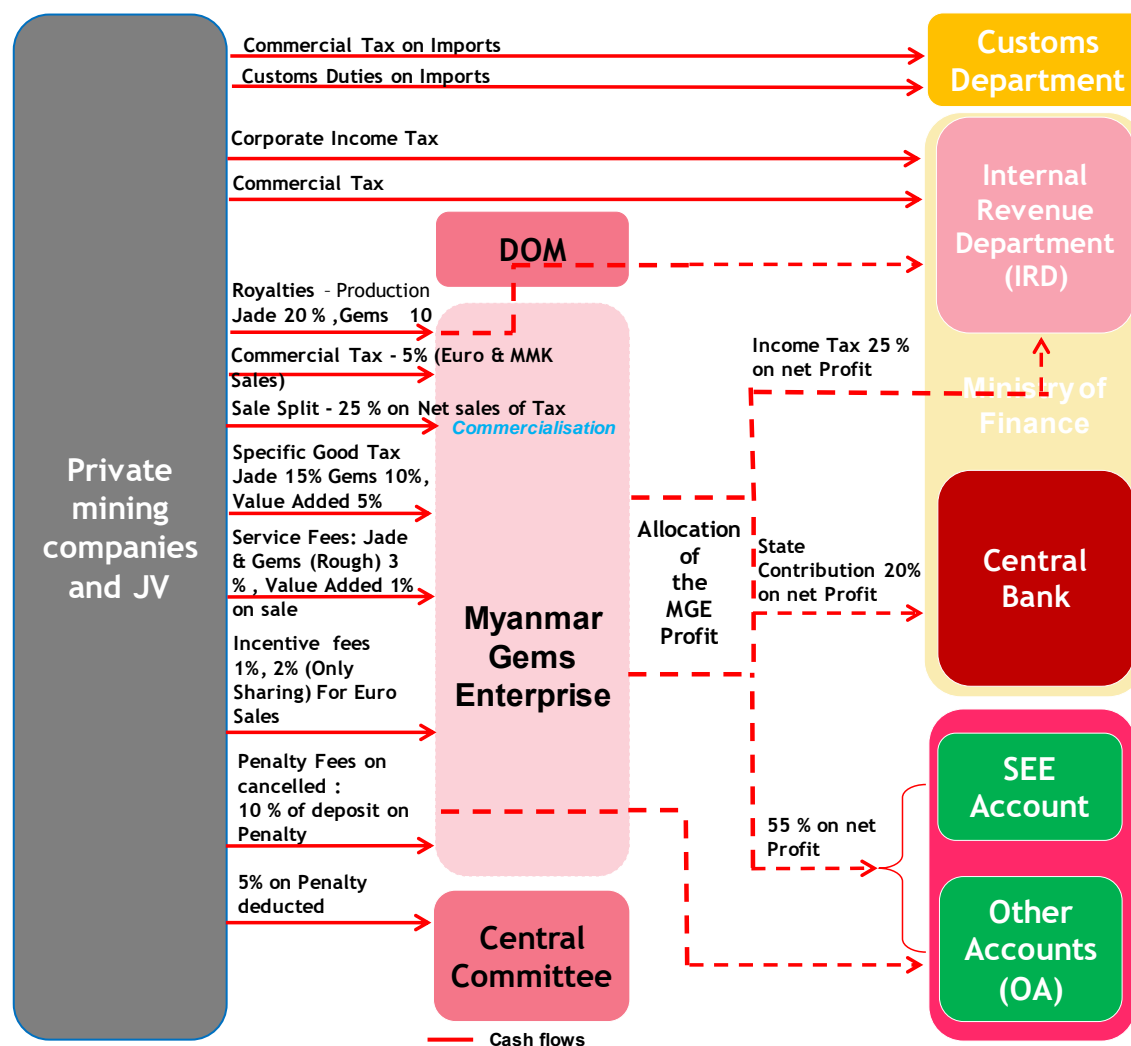 Private
mining
companies
and JV
Commercial Tax on Imports
Customs Duties on Imports
Corporate Income Tax
Commercial Tax
Royalties – Production
Jade 20 % ,Gems 10
Commercial Tax - 5% (Euro & MMK
Sales)
Sale Split - 25 % on Net sales of Tax
Commercialisation
Specific Good Tax
Jade 15% Gems 10%,
Value Added 5%
Service Fees: Jade
& Gems (Rough) 3
% , Value Added 1%
on sale
Incentive fees
1%, 2% (Only
Sharing) For Euro
Sales
Penalty Fees on
cancelled :
10 % of deposit on
Penalty
5% on Penalty
deducted
DOM
Myanmar
Gems
Enterprise
Central
Committee
Cash flows
Allocation
of
the
MGE
Profit
Income Tax 25 %
on net Profit
State
Contribution 20%
on net Profit
55 % on net
Profit
Customs
Department
Internal
Revenue
Department
(IRD)
Ministry of
Finance
Central
Bank
SEE
Account
Other
Accounts
(OA)